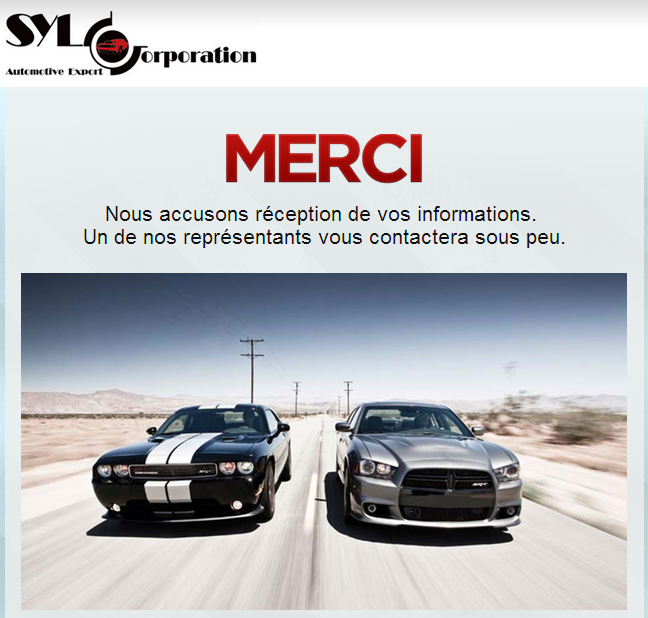 SYL Corporation
Automotive Export
MERCI
Nous accusons réception de vos informations.
Un de nos représentants vous contactera sous peu.